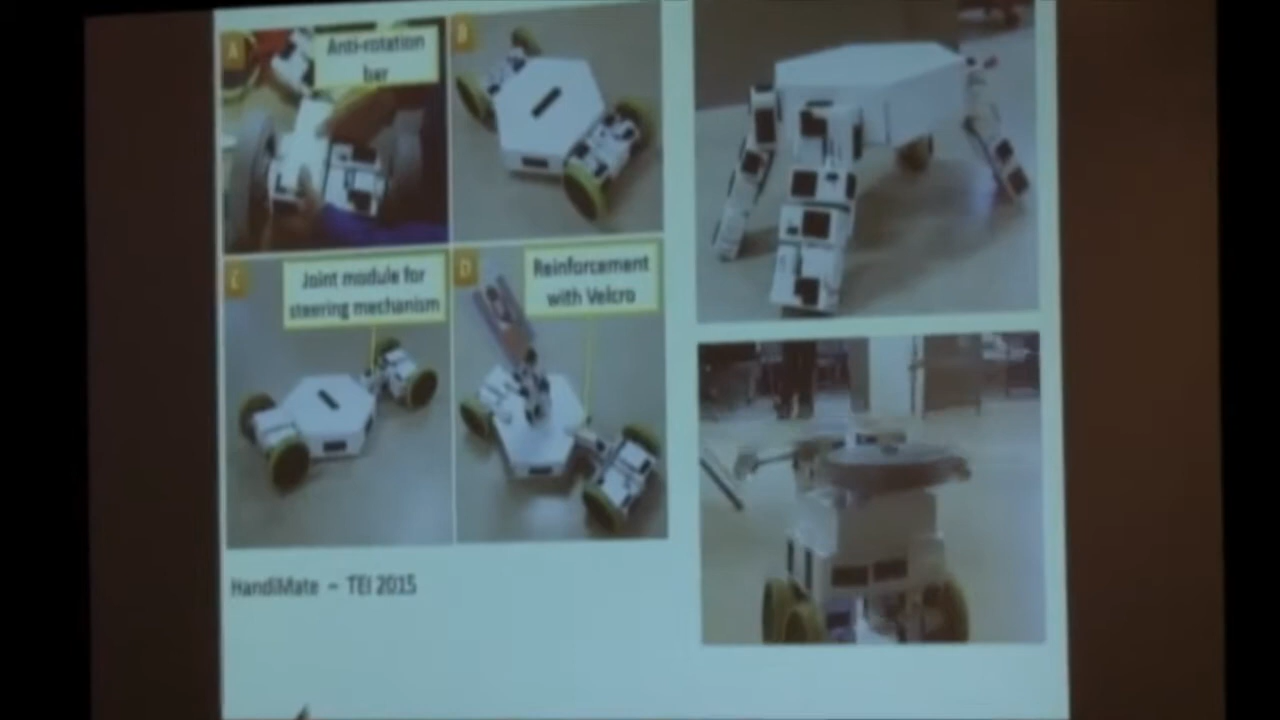 A
Anti-rotation
bar
B
C
Joint module for
steering mechanism
D
Reinforcement
with Velcro
HandiMate – TEI 2015